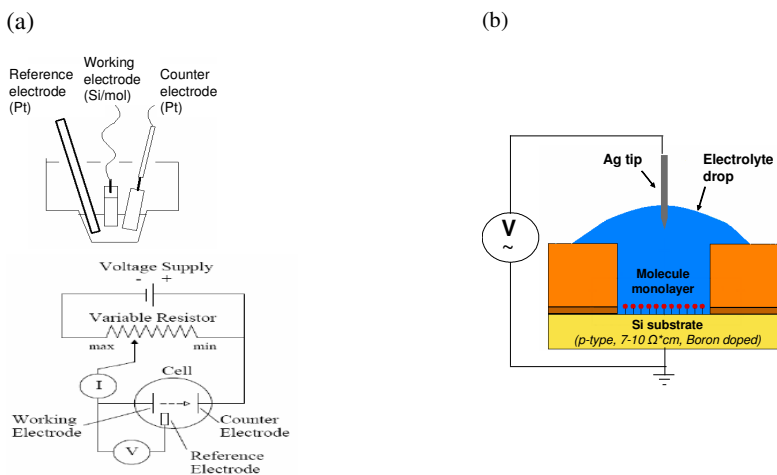 (a)
Reference
electrode
(Pt)
Working
electrode
(Si/mol)
Counter
electrode
(Pt)
Voltage Supply
- +
Variable Resistor
max
min
I
Cell
Working
Electrode
Counter
Electrode
V
Reference
Electrode
(b)
Ag tip
Electrolyte
drop
V
~
Molecule
monolayer
Si substrate
(p-type, 7-10 Ω*cm, Boron doped)